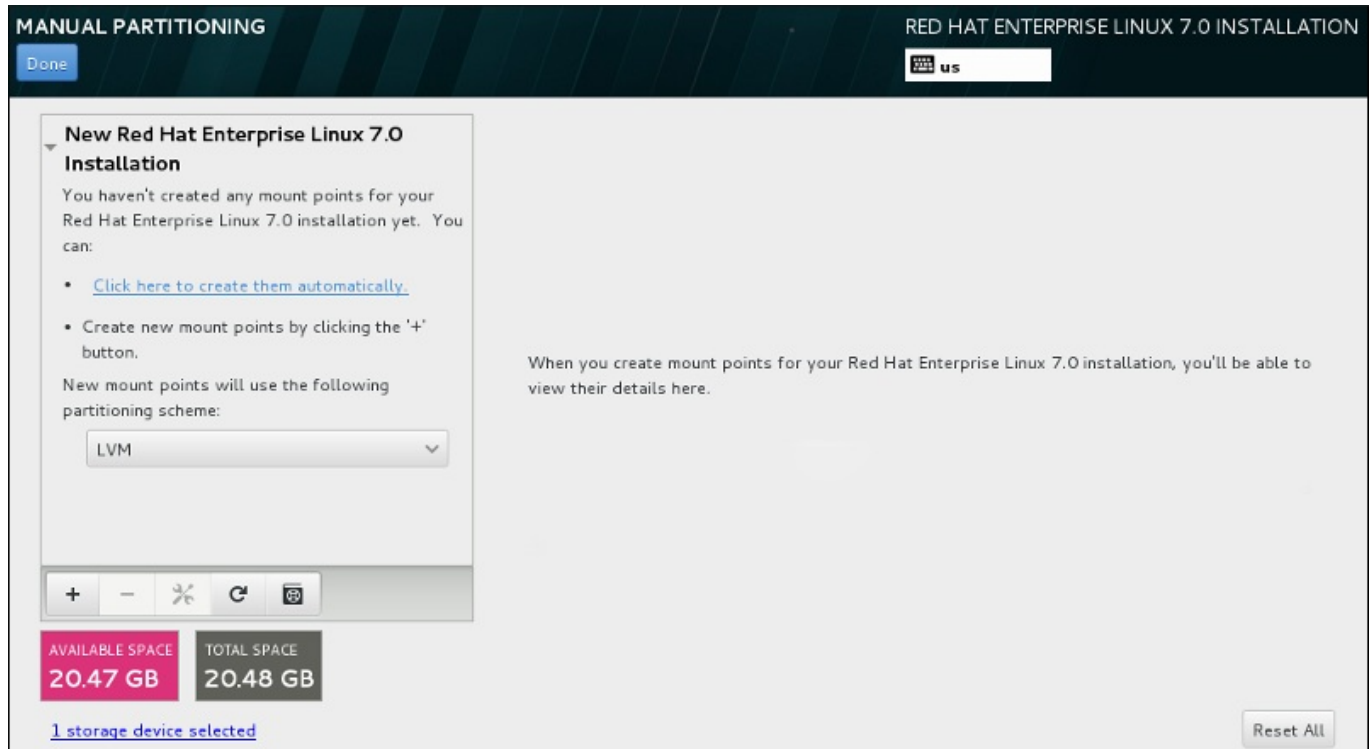 MANUAL PARTITIONING
RED HAT ENTERPRISE LINUX 7.0 INSTALLATION
Done
us
New Red Hat Enterprise Linux 7.0
Installation
You haven't created any mount points for your
Red Hat Enterprise Linux 7.0 installation yet. You
can:
• Click here to create them automatically.
• Create new mount points by clicking the '+'
button.
New mount points will use the following
partitioning scheme:
LVM
When you create mount points for your Red Hat Enterprise Linux 7.0 installation, you'll be able to
view their details here.
+ −
AVAILABLE SPACE
20.47 GB
TOTAL SPACE
20.48 GB
1 storage device selected
Reset All